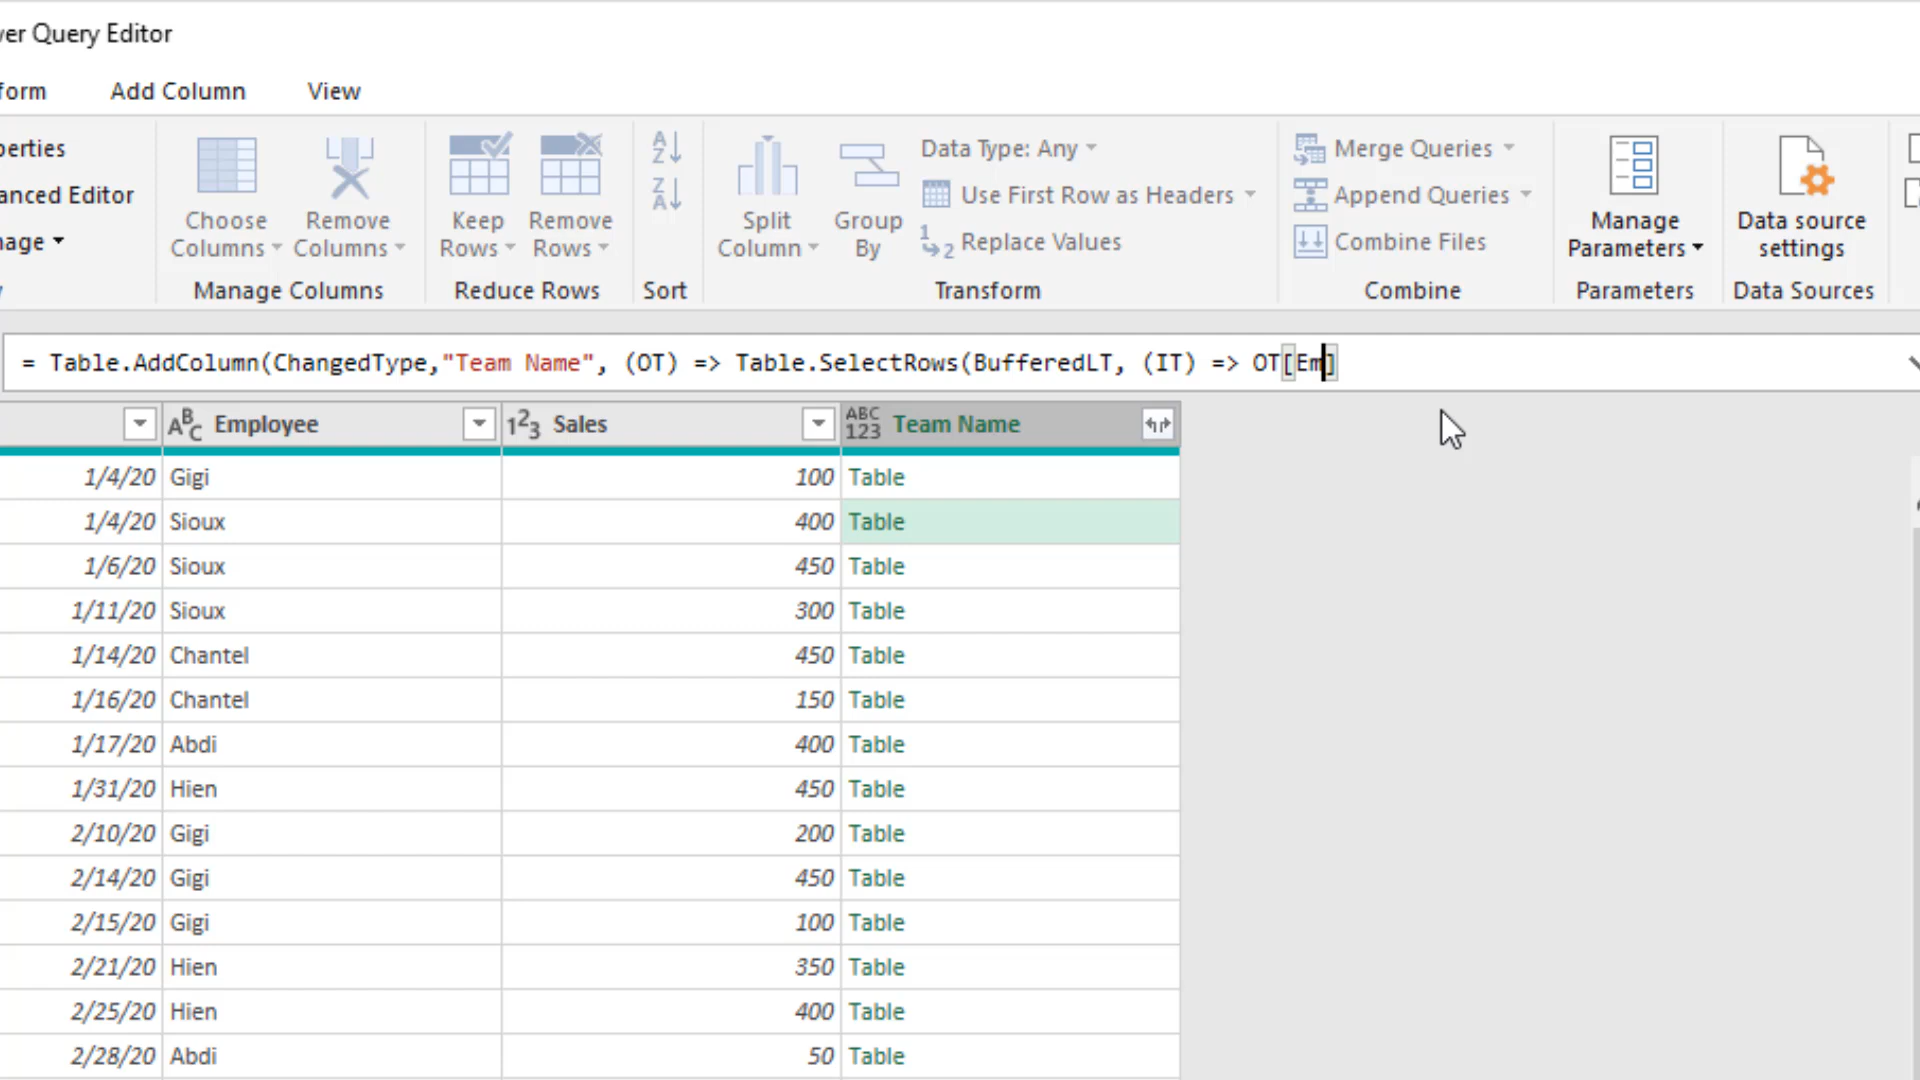 ver Query Editor
form Add Column View
perties
anced Editor
nage
Choose Columns
Remove Columns
Manage Columns
Keep Rows
Remove Rows
Reduce Rows
Sort
Split Column
Group By
Data Type: Any
Use First Row as Headers
1 2 Replace Values
Transform
Merge Queries
Append Queries
Combine Files
Combine
Manage Parameters
Parameters
Data source settings
Data Sources
= Table.AddColumn(ChangedType,"Team Name", (OT) => Table.SelectRows(BufferedLT, (IT) => OT[Em]
ABC Employee 123 Sales ABC 123 Team Name
1/4/20 Gigi 100 Table
1/4/20 Sioux 400 Table
1/6/20 Sioux 450 Table
1/11/20 Sioux 300 Table
1/14/20 Chantel 450 Table
1/16/20 Chantel 150 Table
1/17/20 Abdi 400 Table
1/31/20 Hien 450 Table
2/10/20 Gigi 200 Table
2/14/20 Gigi 450 Table
2/15/20 Gigi 100 Table
2/21/20 Hien 350 Table
2/25/20 Hien 400 Table
2/28/20 Abdi 50 Table